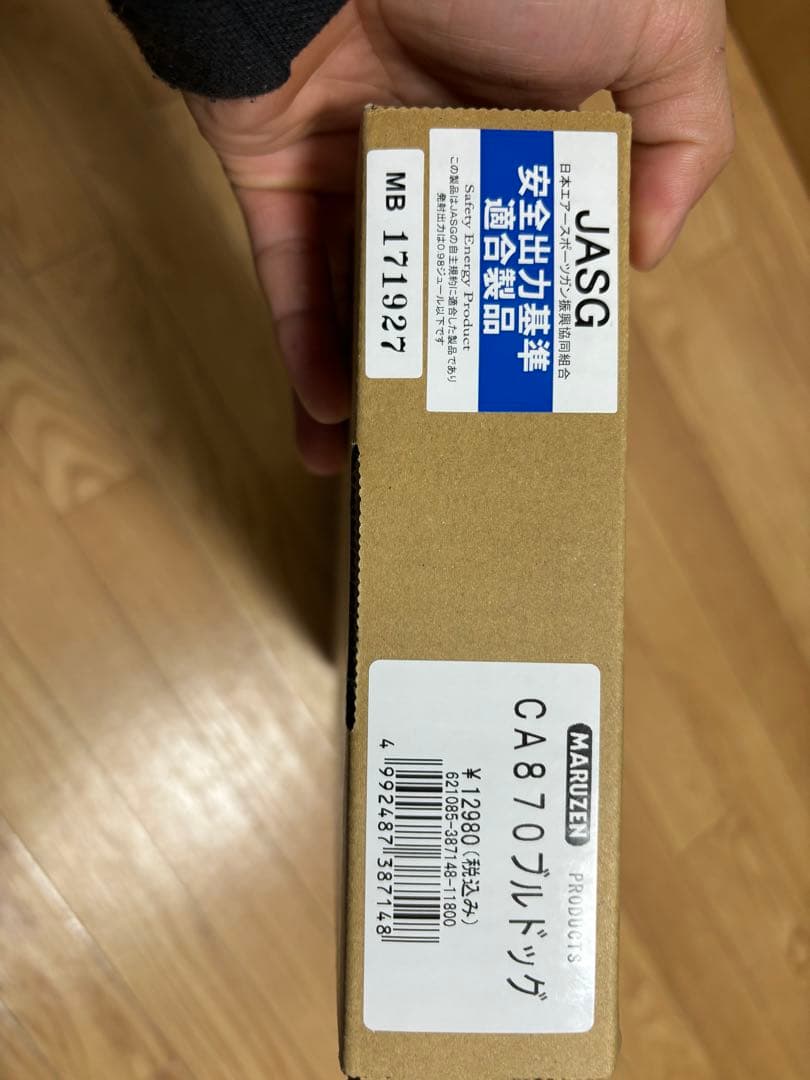 JASG
日本エアースポーツガン振興協同組合
安全出力基準
適合製品
Safety Energy Product
この製品はJASGの自主規約に適合した製品であり
発射出力は0.98ジュール以下です
MB 171927
MARUZEN PRODUCTS
CA870ブルドッグ
¥12980(税込み)
621085-387148-11800
4 992487 387148